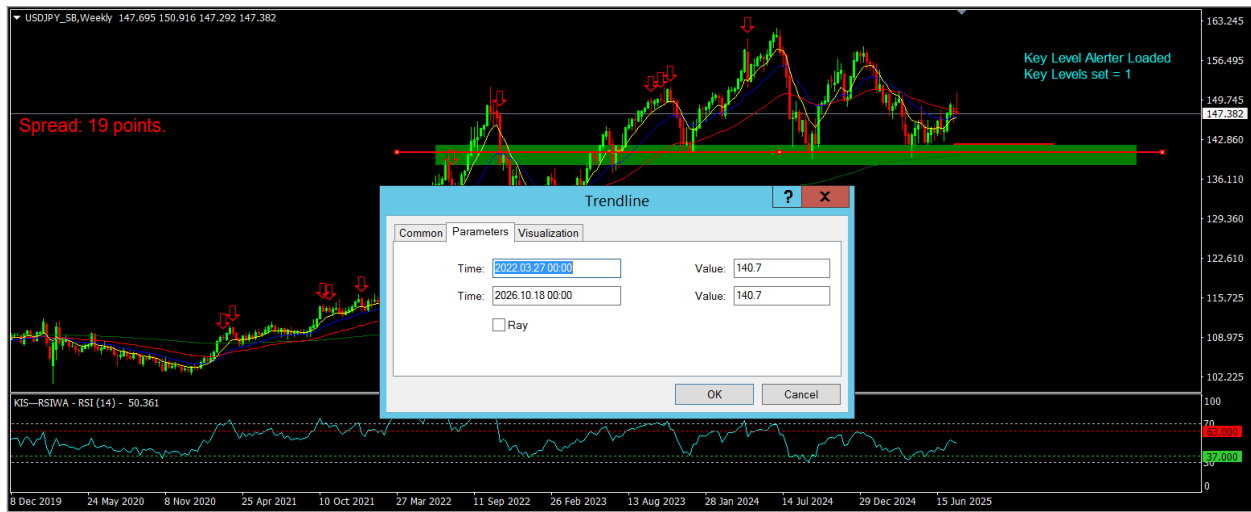 USDJPY_SB,Weekly 147.695 150.916 147.292 147.382
163.245
Key Level Alerter Loaded
156.495
Key Levels set = 1
149.745
147.382
Spread: 19 points.
142.860
136.110
Trendline
? X
129.360
Common Parameters Visualization
122.610
Time: 2022.03.27 00:00 Value: 140.7
Time: 2026.10.18 00:00 Value: 140.7
115.725
Ray
108.975
102.225
OK Cancel
KIS---RSIWA - RSI (14) - 50.361
100
70
63.000
37.000
30
0
8 Dec 2019 24 May 2020 8 Nov 2020 25 Apr 2021 10 Oct 2021 27 Mar 2022 11 Sep 2022 26 Feb 2023 13 Aug 2023 28 Jan 2024 14 Jul 2024 29 Dec 2024 15 Jun 2025